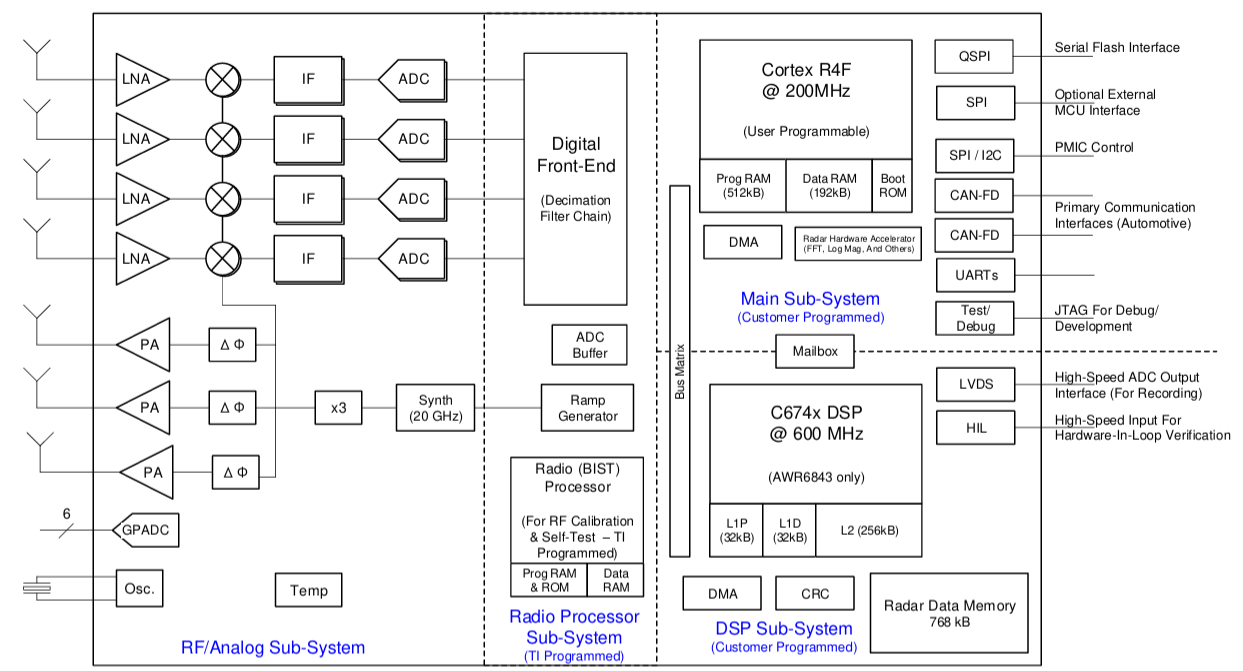 LNA
IF
ADC
LNA
IF
ADC
LNA
IF
ADC
LNA
IF
ADC
PA
Δ Φ
PA
Δ Φ
x3
Synth
(20 GHz)
PA
Δ Φ
6
GPADC
Osc.
Temp
RF/Analog Sub-System
Digital
Front-End
(Decimation
Filter Chain)
ADC
Buffer
Ramp
Generator
Radio (BIST)
Processor
(For RF Calibration
& Self-Test – TI
Programmed)
Prog RAM
& ROM
Data
RAM
Radio Processor
Sub-System
(TI Programmed)
Cortex R4F
@ 200MHz
(User Programmable)
Prog RAM
(512kB)
Data RAM
(192kB)
Boot
ROM
DMA
Radar Hardware Accelerator
(FFT, Log Mag, And Others)
Main Sub-System
(Customer Programmed)
Bus Matrix
Mailbox
C674x DSP
@ 600 MHz
(AWR6843 only)
L1P
(32kB)
L1D
(32kB)
L2 (256kB)
DMA
CRC
Radar Data Memory
768 kB
DSP Sub-System
(Customer Programmed)
QSPI
Serial Flash Interface
SPI
Optional External
MCU Interface
SPI / I2C
PMIC Control
CAN-FD
CAN-FD
Primary Communication
Interfaces (Automotive)
UARTs
Test/
Debug
JTAG For Debug/
Development
LVDS
High-Speed ADC Output
Interface (For Recording)
HIL
High-Speed Input For
Hardware-In-Loop Verification